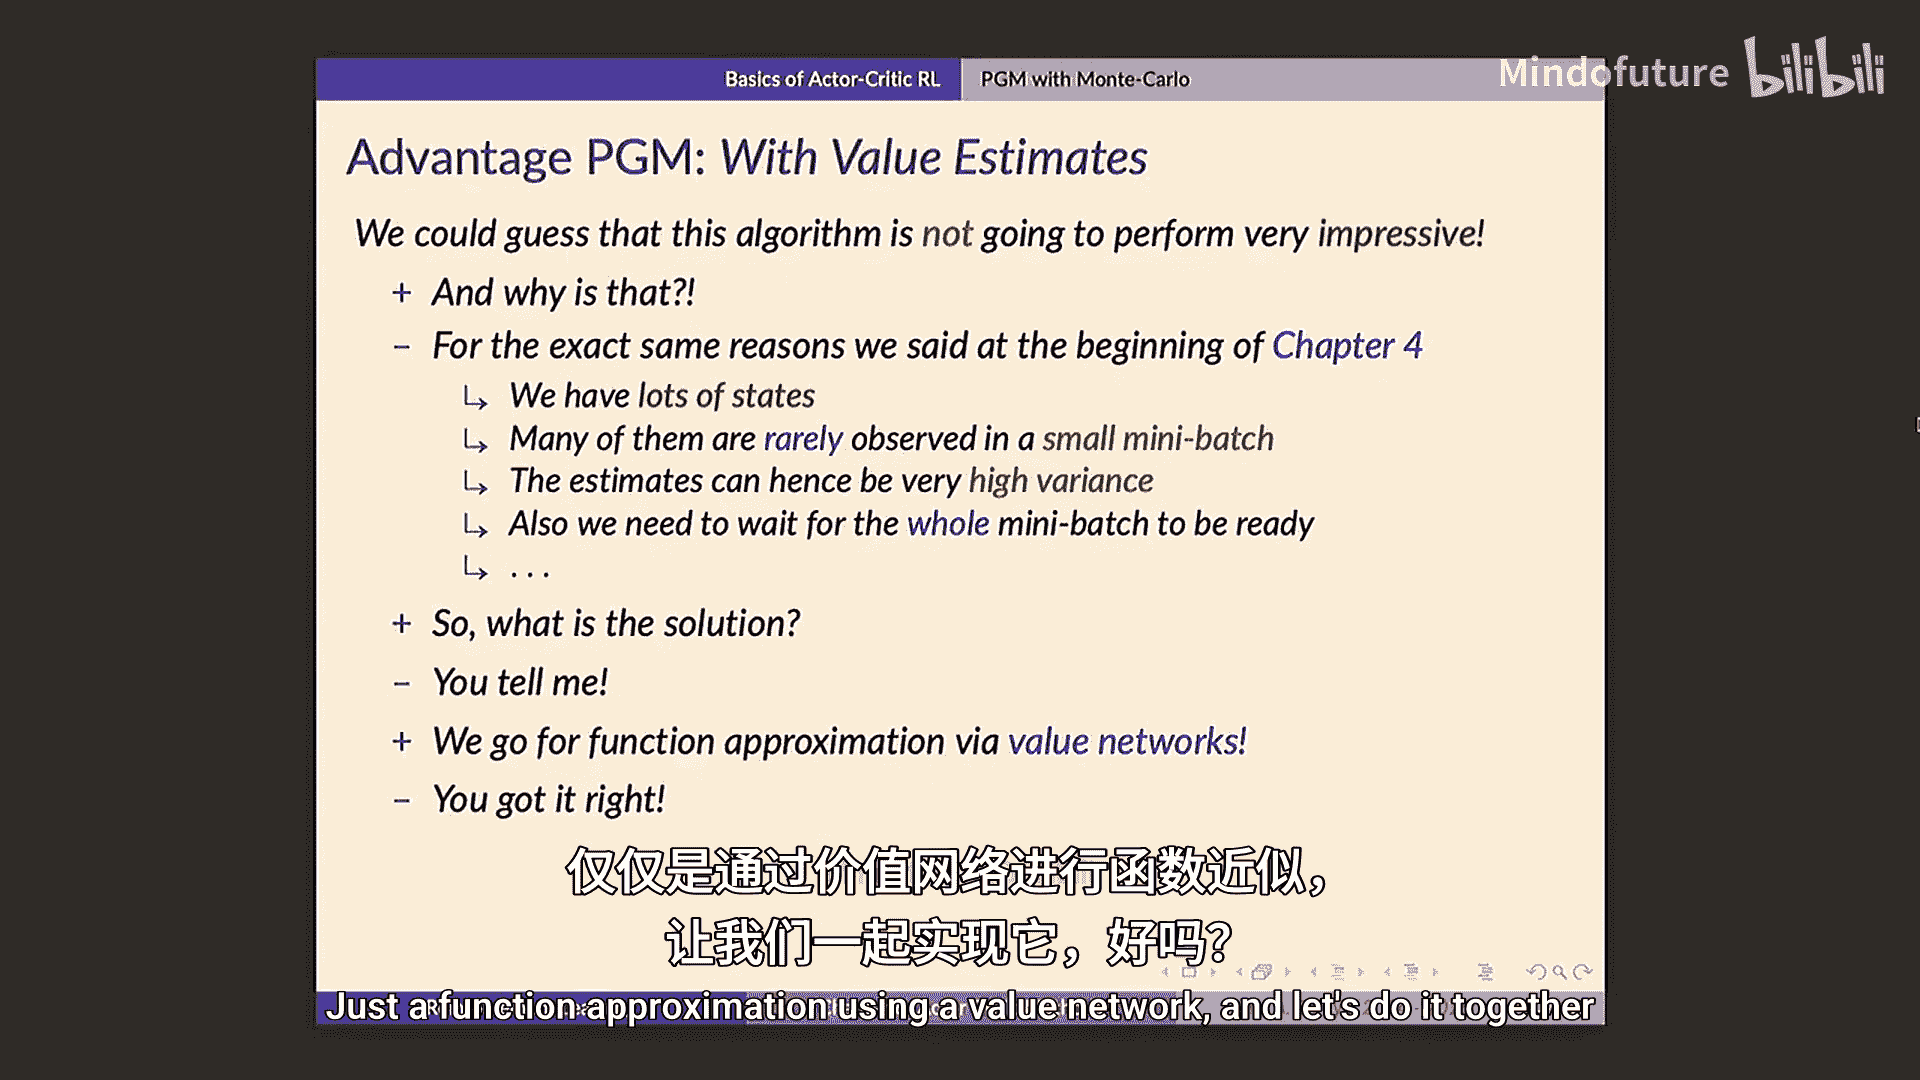 Basics of Actor-Critic RL
PGM with Monte-Carlo
Mindofuture bilibili
Advantage PGM: With Value Estimates
We could guess that this algorithm is not going to perform very impressive!
+ And why is that?!
– For the exact same reasons we said at the beginning of Chapter 4
↳ We have lots of states
↳ Many of them are rarely observed in a small mini-batch
↳ The estimates can hence be very high variance
↳ Also we need to wait for the whole mini-batch to be ready
↳ . . .
+ So, what is the solution?
– You tell me!
+ We go for function approximation via value networks!
– You got it right!
仅仅是通过价值网络进行函数近似，
让我们一起实现它，好吗？
Just a function approximation using a value network, and let's do it together